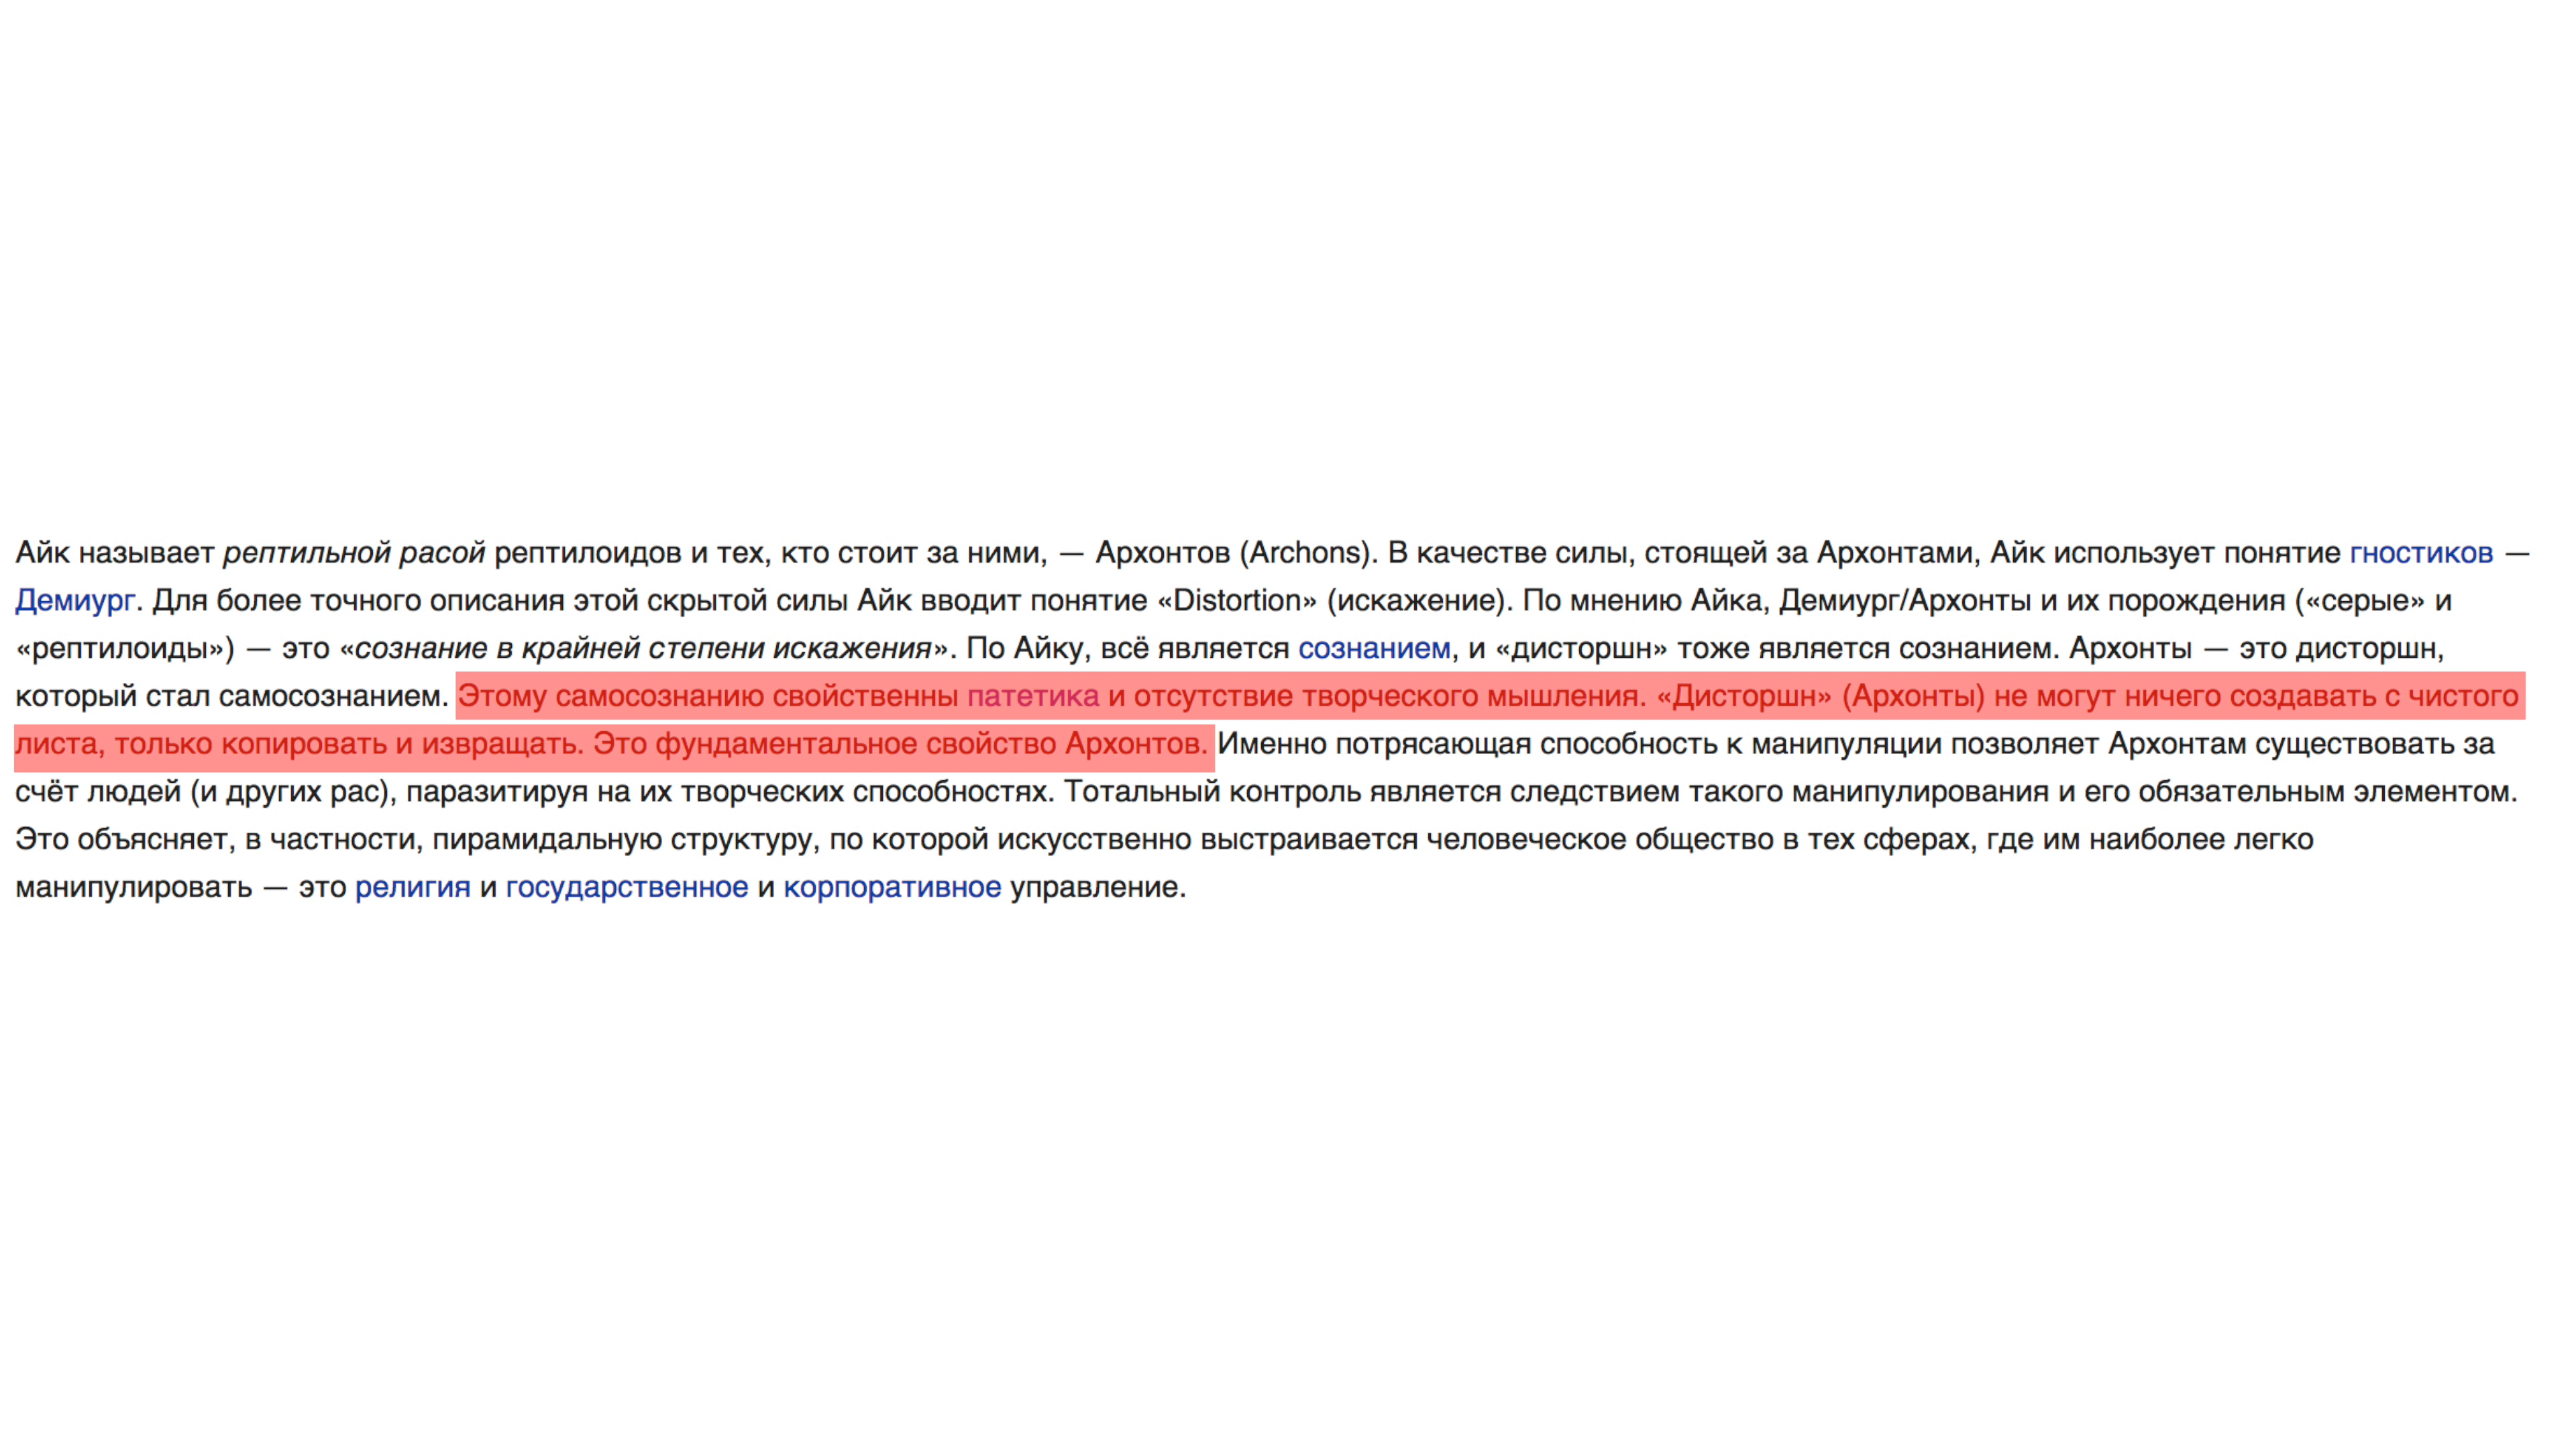 Айк называет рептильной расой рептилоидов и тех, кто стоит за ними, — Архонтов (Archons). В качестве силы, стоящей за Архонтами, Айк использует понятие гностиков —
Демиург. Для более точного описания этой скрытой силы Айк вводит понятие «Distortion» (искажение). По мнению Айка, Демиург/Архонты и их порождения («серые» и
«рептилоиды») — это «сознание в крайней степени искажения». По Айку, всё является сознанием, и «дисторшн» тоже является сознанием. Архонты — это дисторшн,
который стал самосознанием. Этому самосознанию свойственны патетика и отсутствие творческого мышления. «Дисторшн» (Архонты) не могут ничего создавать с чистого
листа, только копировать и извращать. Это фундаментальное свойство Архонтов. Именно потрясающая способность к манипуляции позволяет Архонтам существовать за
счёт людей (и других рас), паразитируя на их творческих способностях. Тотальный контроль является следствием такого манипулирования и его обязательным элементом.
Это объясняет, в частности, пирамидальную структуру, по которой искусственно выстраивается человеческое общество в тех сферах, где им наиболее легко
манипулировать — это религия и государственное и корпоративное управление.